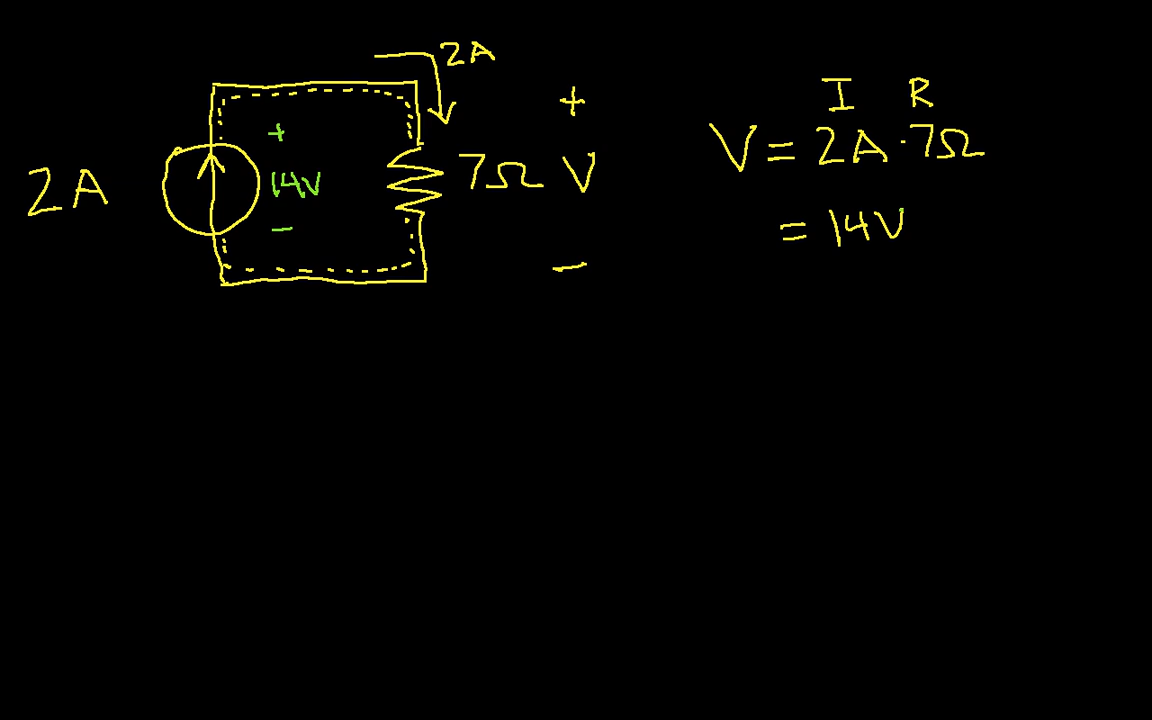 2A
I R
+
+
V = 2A · 7Ω
2A
14V
7Ω V
−
= 14V
−